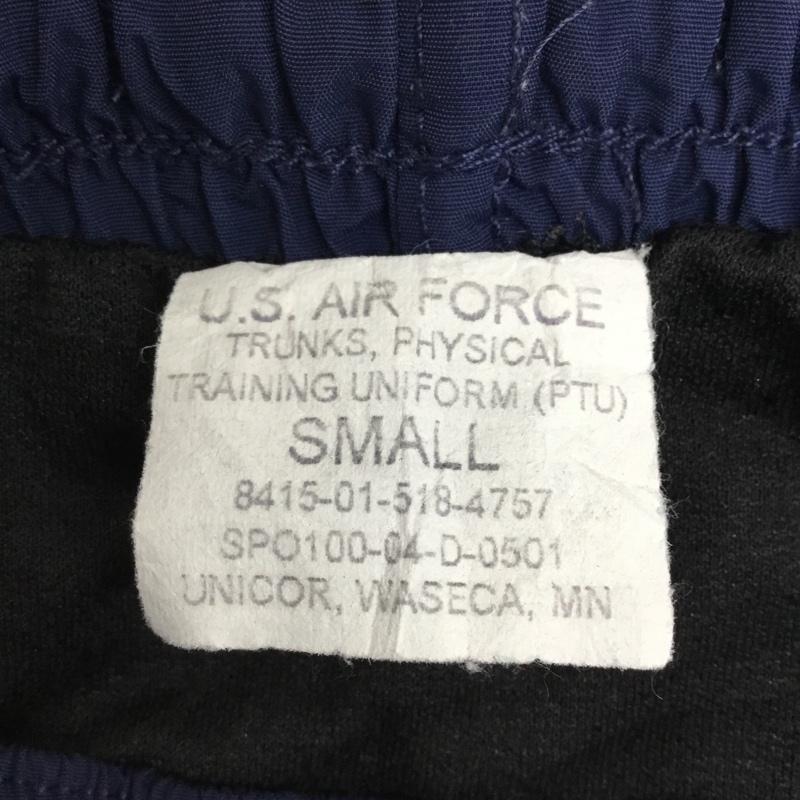 U.S. AIR FORCE
TRUNKS, PHYSICAL
TRAINING UNIFORM (PTU)
SMALL
8415-01-518-4757
SPO100-04-D-0501
UNICOR, WASECA, MN